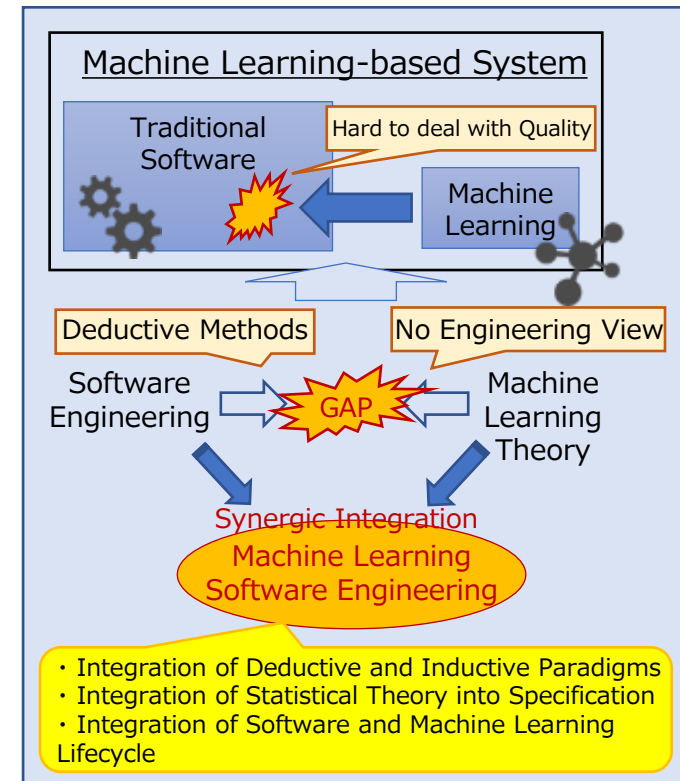 Machine Learning-based System
Traditional
Software
Hard to deal with Quality
Machine
Learning
Deductive Methods
No Engineering View
Software
Engineering
GAP
Machine
Learning
Theory
Synergic Integration
Machine Learning
Software Engineering
・Integration of Deductive and Inductive Paradigms
・Integration of Statistical Theory into Specification
・Integration of Software and Machine Learning
Lifecycle